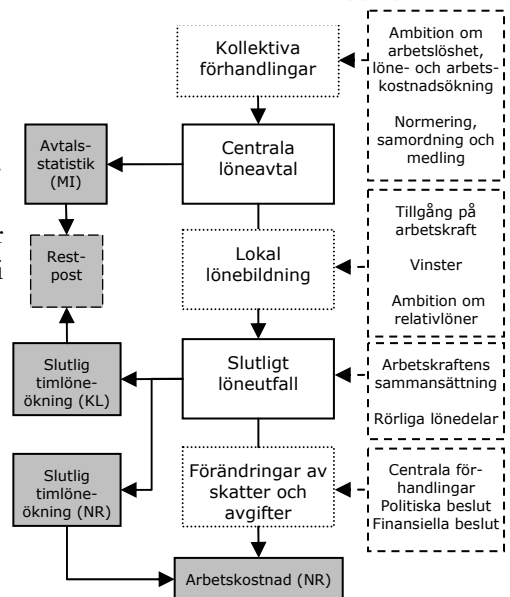 Kollektiva
förhandlingar
Ambition om
arbetslöshet,
löne- och arbets-
kostnadsökning
Normering,
samordning och
medling
Avtals-
statistik
(MI)
Centrala
löneavtal
r
i
Rest-
post
Lokal
lönebildning
Tillgång på
arbetskraft
Vinster
Ambition om
relativlöner
Slutlig
timlöne-
ökning (KL)
Slutligt
löneutfall
Arbetskraftens
sammansättning
Rörliga lönedelar
Slutlig
timlöne-
ökning (NR)
Förändringar av
skatter och
avgifter
Centrala för-
handlingar
Politiska beslut
Finansiella beslut
Arbetskostnad (NR)